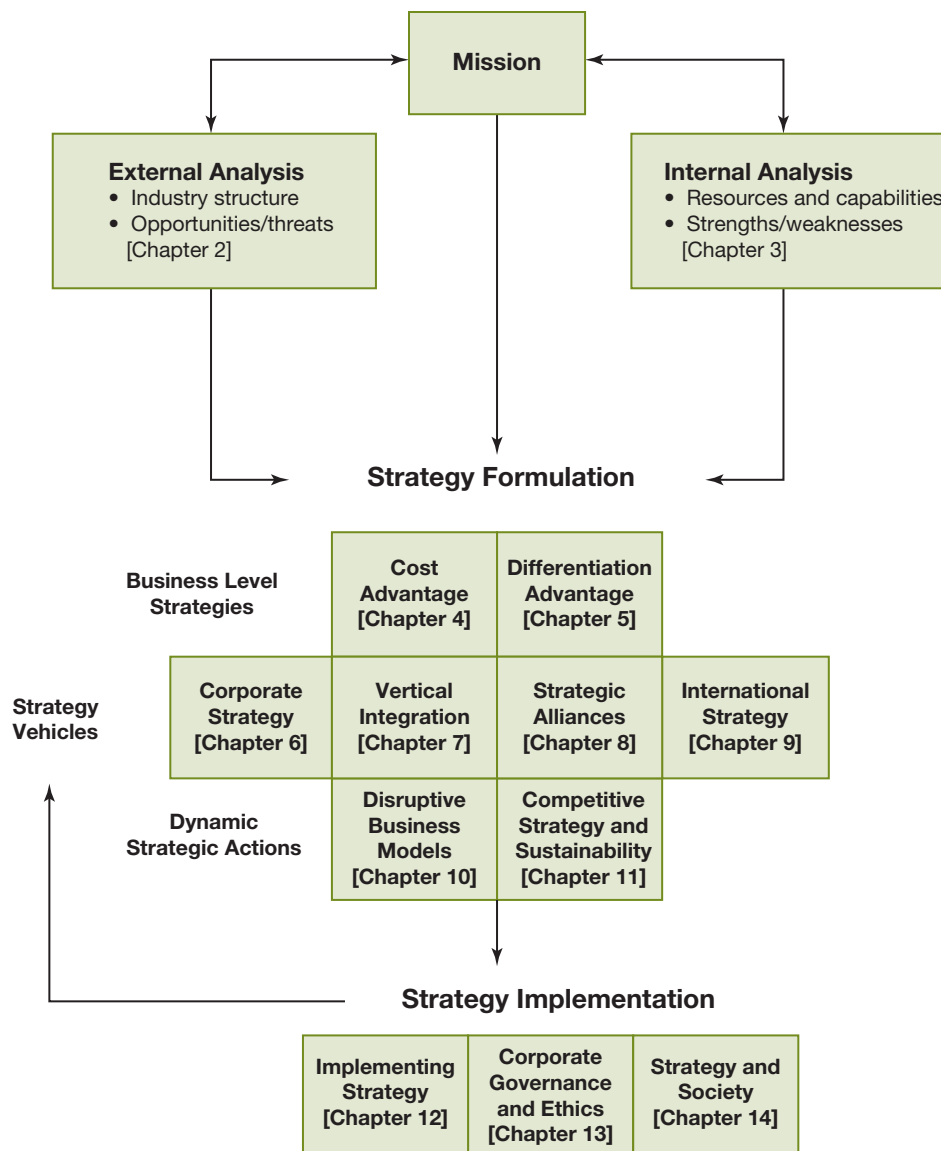 Mission
External Analysis
• Industry structure
• Opportunities/threats
[Chapter 2]
Internal Analysis
• Resources and capabilities
• Strengths/weaknesses
[Chapter 3]
Strategy Formulation
Business Level
Strategies
Cost
Advantage
[Chapter 4]
Differentiation
Advantage
[Chapter 5]
Strategy
Vehicles
Corporate
Strategy
[Chapter 6]
Vertical
Integration
[Chapter 7]
Strategic
Alliances
[Chapter 8]
International
Strategy
[Chapter 9]
Dynamic
Strategic Actions
Disruptive
Business
Models
[Chapter 10]
Competitive
Strategy and
Sustainability
[Chapter 11]
Strategy Implementation
Implementing
Strategy
[Chapter 12]
Corporate
Governance
and Ethics
[Chapter 13]
Strategy and
Society
[Chapter 14]